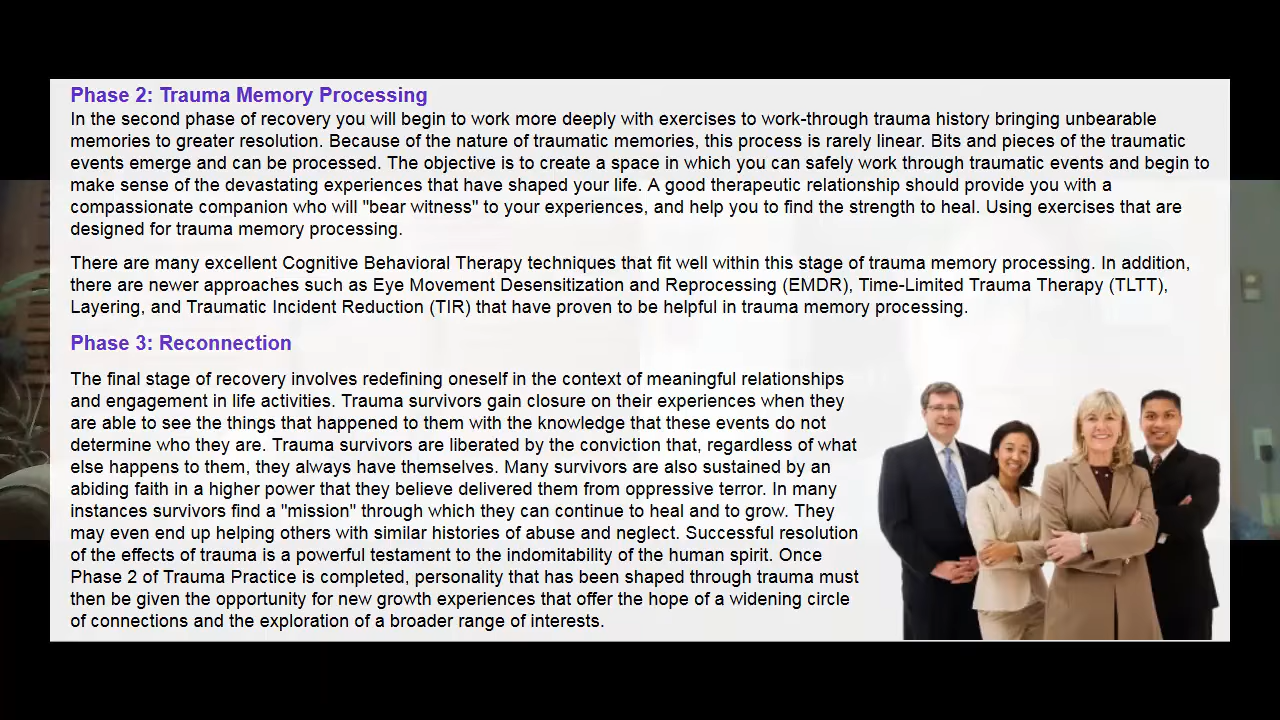 Phase 2: Trauma Memory Processing
In the second phase of recovery you will begin to work more deeply with exercises to work-through trauma history bringing unbearable
memories to greater resolution. Because of the nature of traumatic memories, this process is rarely linear. Bits and pieces of the traumatic
events emerge and can be processed. The objective is to create a space in which you can safely work through traumatic events and begin to
make sense of the devastating experiences that have shaped your life. A good therapeutic relationship should provide you with a
compassionate companion who will "bear witness" to your experiences, and help you to find the strength to heal. Using exercises that are
designed for trauma memory processing.
There are many excellent Cognitive Behavioral Therapy techniques that fit well within this stage of trauma memory processing. In addition,
there are newer approaches such as Eye Movement Desensitization and Reprocessing (EMDR), Time-Limited Trauma Therapy (TLTT),
Layering, and Traumatic Incident Reduction (TIR) that have proven to be helpful in trauma memory processing.
Phase 3: Reconnection
The final stage of recovery involves redefining oneself in the context of meaningful relationships
and engagement in life activities. Trauma survivors gain closure on their experiences when they
are able to see the things that happened to them with the knowledge that these events do not
determine who they are. Trauma survivors are liberated by the conviction that, regardless of what
else happens to them, they always have themselves. Many survivors are also sustained by an
abiding faith in a higher power that they believe delivered them from oppressive terror. In many
instances survivors find a "mission" through which they can continue to heal and to grow. They
may even end up helping others with similar histories of abuse and neglect. Successful resolution
of the effects of trauma is a powerful testament to the indomitability of the human spirit. Once
Phase 2 of Trauma Practice is completed, personality that has been shaped through trauma must
then be given the opportunity for new growth experiences that offer the hope of a widening circle
of connections and the exploration of a broader range of interests.